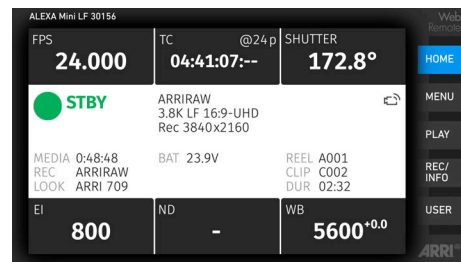 ALEXA Mini LF 30156
Web
Remote
FPS
24.000
TC @24p
04:41:07:--
SHUTTER
172.8°
HOME
STBY
ARRIRAW
3.8K LF 16:9-UHD
Rec 3840x2160
MENU
PLAY
MEDIA 0:48:48
REC ARRIRAW
LOOK ARRI 709
BAT 23.9V
REEL A001
CLIP C002
DUR 02:32
REC/
INFO
EI
800
ND
-
WB
5600+0.0
USER
ARRI